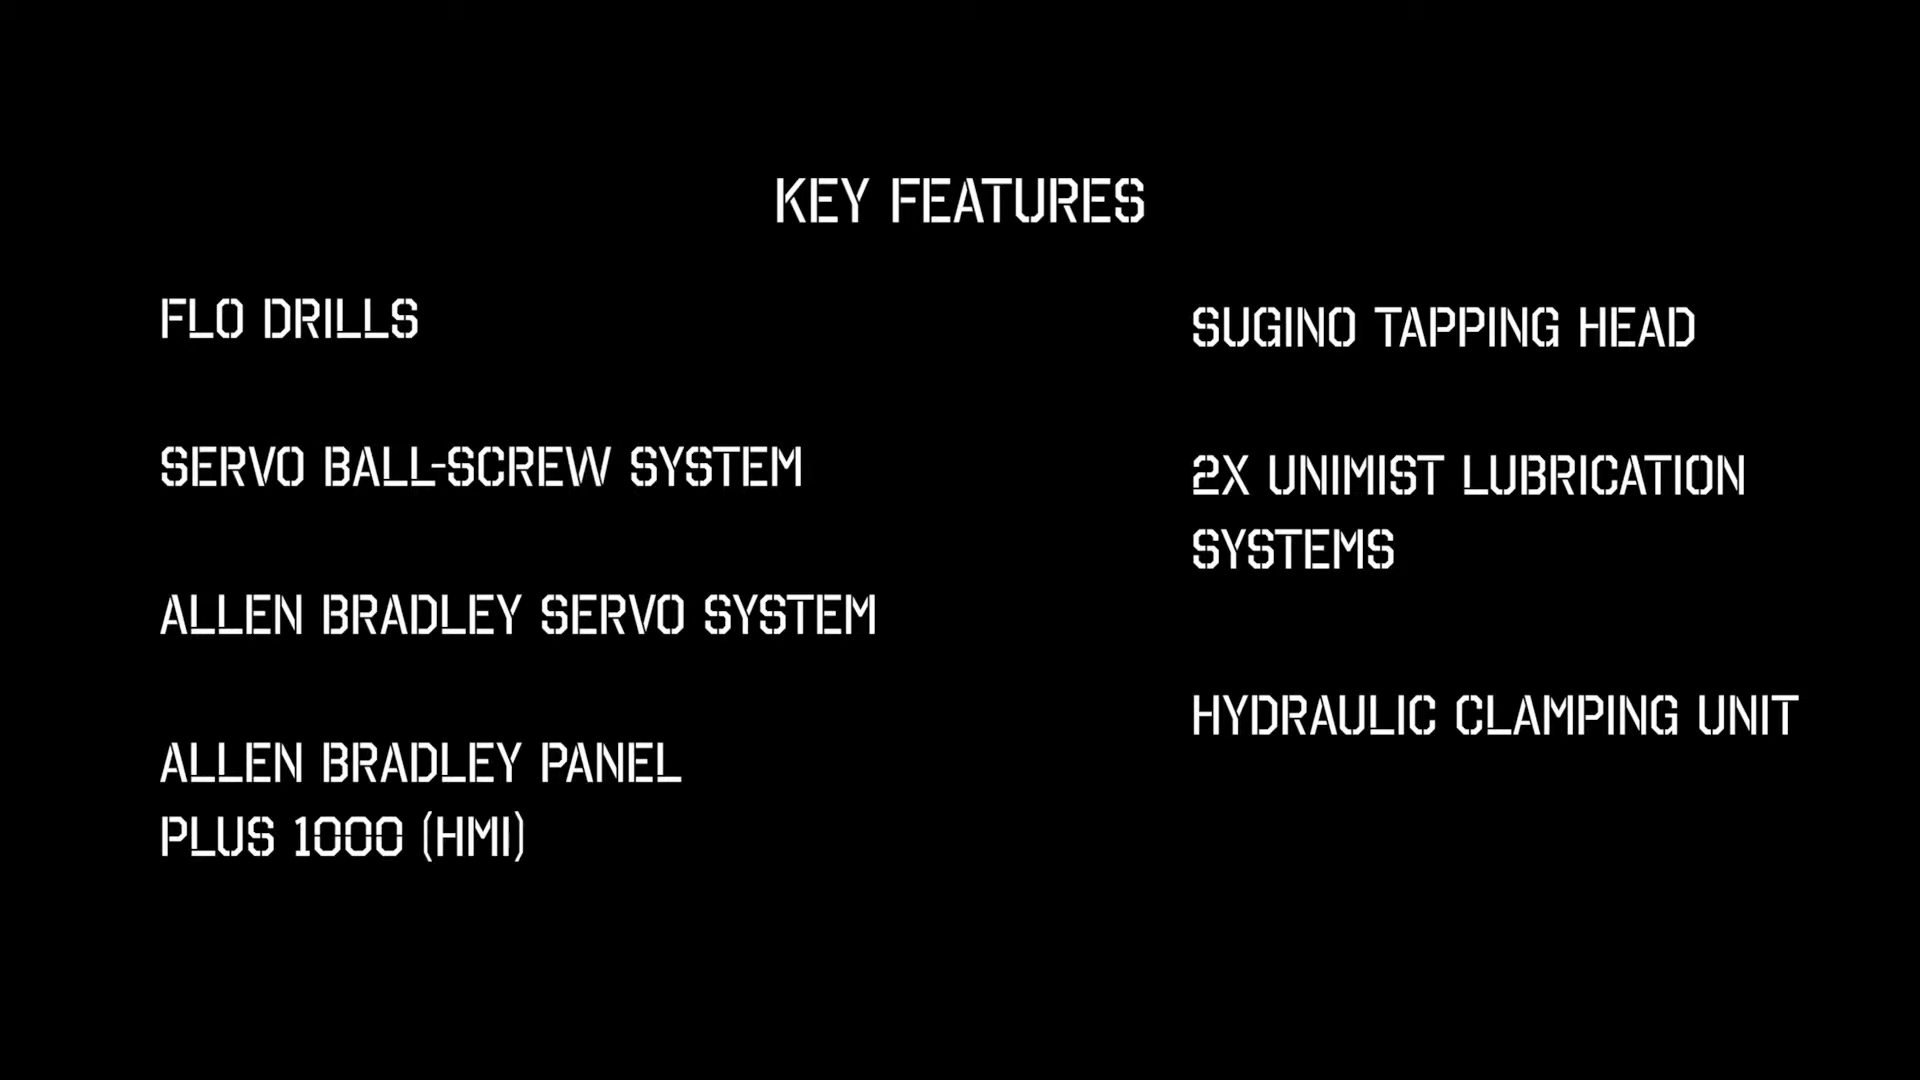 KEY FEATURES
FLO DRILLS
SERVO BALL-SCREW SYSTEM
ALLEN BRADLEY SERVO SYSTEM
ALLEN BRADLEY PANEL
PLUS 1000 (HMI)
SUGINO TAPPING HEAD
2X UNIMIST LUBRICATION
SYSTEMS
HYDRAULIC CLAMPING UNIT